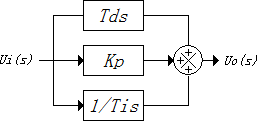 Tds
Ui(s)
Kp
Uo(s)
1/Tis
+
+
+